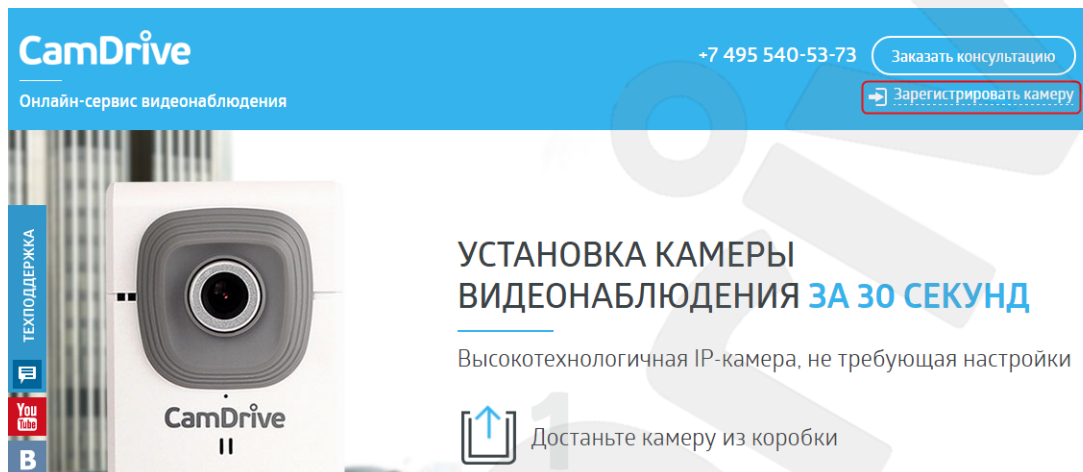 CamDrive
+7 495 540-53-73
Заказать консультацию
Онлайн-сервис видеонаблюдения
Зарегистрировать камеру
ТЕХПОДДЕРЖКА
УСТАНОВКА КАМЕРЫ
ВИДЕОНАБЛЮДЕНИЯ ЗА 30 СЕКУНД
Высокотехнологичная IP-камера, не требующая настройки
You
Tube
CamDrive
1
Достаньте камеру из коробки
B